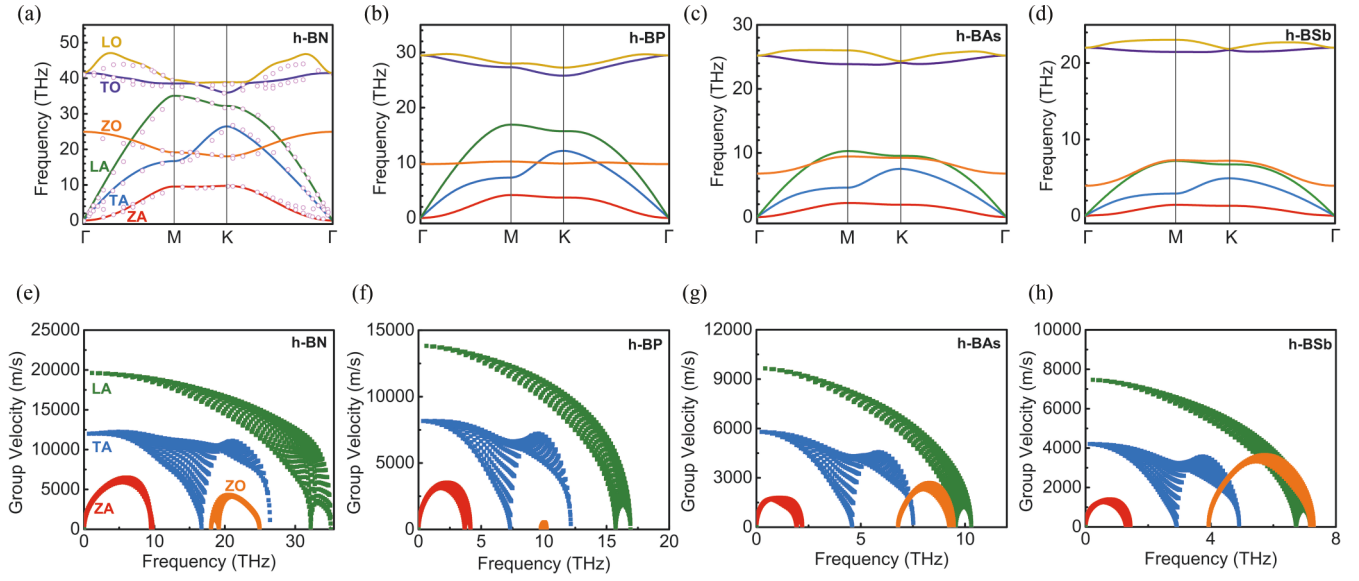 (a)
(b)
(c)
(d)
Frequency (THz)
50
40
30
20
10
0
LO
TO
ZO
LA
TA
ZA
h-BN
Γ M K Γ
Frequency (THz)
30
20
10
0
h-BP
Γ M K Γ
Frequency (THz)
30
20
10
0
h-BAs
Γ M K Γ
Frequency (THz)
20
10
0
h-BSb
Γ M K Γ
(e)
(f)
(g)
(h)
Group Velocity (m/s)
25000
20000
15000
10000
5000
0
h-BN
LA
TA
ZA
ZO
0 10 20 30
Frequency (THz)
Group Velocity (m/s)
15000
10000
5000
0
h-BP
0 5 10 15 20
Frequency (THz)
Group Velocity (m/s)
12000
9000
6000
3000
0
h-BAs
0 5 10
Frequency (THz)
Group Velocity (m/s)
10000
8000
6000
4000
2000
0
h-BSb
0 4 6 8
Frequency (THz)